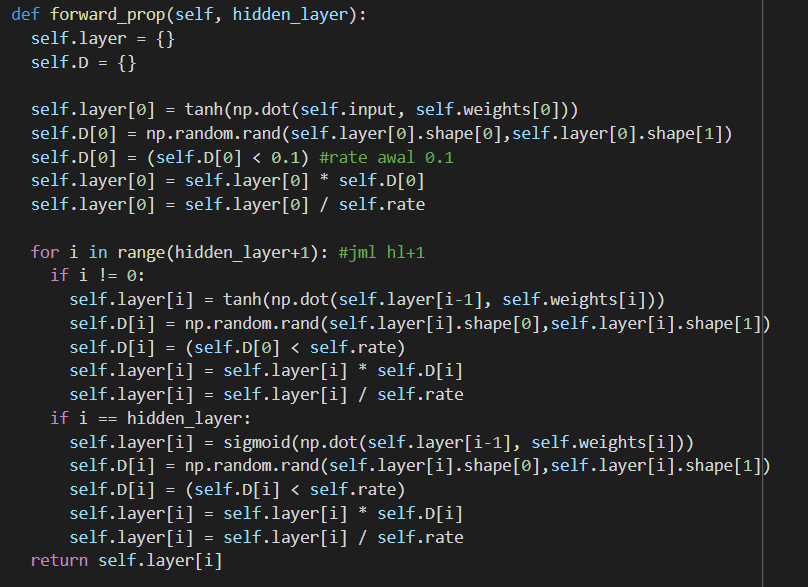 def forward_prop(self, hidden_layer):
  self.layer = {}
  self.D = {}

  self.layer[0] = tanh(np.dot(self.input, self.weights[0]))
  self.D[0] = np.random.rand(self.layer[0].shape[0],self.layer[0].shape[1])
  self.D[0] = (self.D[0] < 0.1) #rate awal 0.1
  self.layer[0] = self.layer[0] * self.D[0]
  self.layer[0] = self.layer[0] / self.rate

  for i in range(hidden_layer+1): #jml hl+1
    if i != 0:
      self.layer[i] = tanh(np.dot(self.layer[i-1], self.weights[i]))
      self.D[i] = np.random.rand(self.layer[i].shape[0],self.layer[i].shape[1])
      self.D[i] = (self.D[0] < self.rate)
      self.layer[i] = self.layer[i] * self.D[i]
      self.layer[i] = self.layer[i] / self.rate
    if i == hidden_layer:
      self.layer[i] = sigmoid(np.dot(self.layer[i-1], self.weights[i]))
      self.D[i] = np.random.rand(self.layer[i].shape[0],self.layer[i].shape[1])
      self.D[i] = (self.D[i] < self.rate)
      self.layer[i] = self.layer[i] * self.D[i]
      self.layer[i] = self.layer[i] / self.rate
  return self.layer[i]